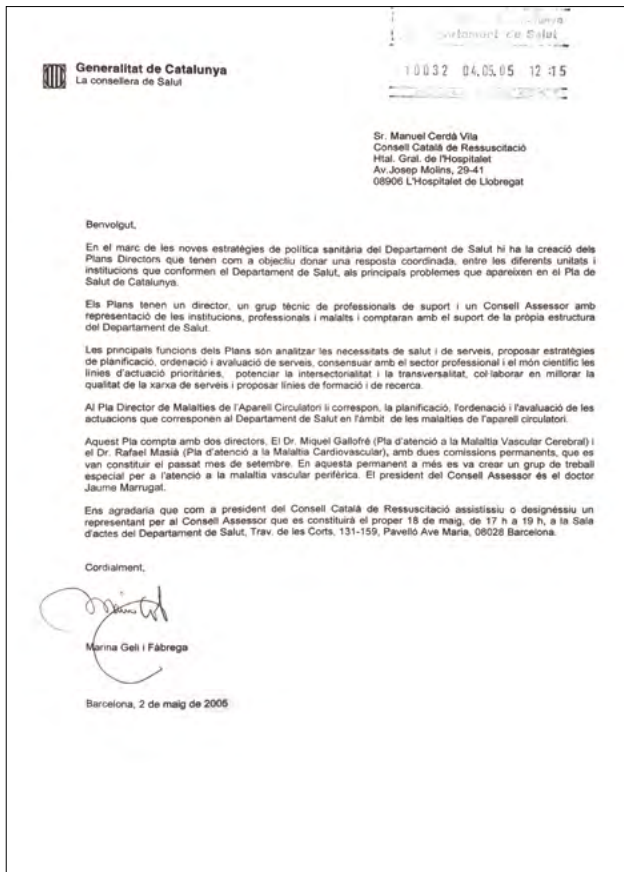 Departament de Salut
10032 04.05.05 12:15
Generalitat de Catalunya
La consellera de Salut
Sr. Manuel Cerdà Vila
Consell Català de Ressuscitació
Htal. Gral. de l'Hospitalet
Av.Josep Molins, 29-41
08906 L'Hospitalet de Llobregat
Benvolgut,
En el marc de les noves estratègies de política sanitària del Departament de Salut hi ha la creació dels
Plans Directors que tenen com a objectiu donar una resposta coordinada, entre les diferents unitats i
institucions que conformen el Departament de Salut, als principals problemes que apareixen en el Pla de
Salut de Catalunya.
Els Plans tenen un director, un grup tècnic de professionals de suport i un Consell Assessor amb
representació de les institucions, professionals i malalts i comptaran amb el suport de la pròpia estructura
del Departament de Salut.
Les principals funcions dels Plans són analitzar les necessitats de salut i de serveis, proposar estratègies
de planificació, ordenació i avaluació de serveis, consensuar amb el sector professional i el món científic les
línies d'actuació prioritàries, potenciar la intersectorialitat i la transversalitat, col·laborar en millorar la
qualitat de la xarxa de serveis i proposar línies de formació i de recerca.
Al Pla Director de Malalties de l'Aparell Circulatori li correspon, la planificació, l'ordenació i l'avaluació de les
actuacions que corresponen al Departament de Salut en l'àmbit de les malalties de l'aparell circulatori.
Aquest Pla compta amb dos directors, El Dr. Miquel Gallofré (Pla d'atenció a la Malaltia Vascular Cerebral) i
el Dr. Rafael Masià (Pla d'atenció a la Malaltia Cardiovascular), amb dues comissions permanents, que es
van constituir el passat mes de setembre. En aquesta permanent a més es va crear un grup de treball
especial per a l'atenció a la malaltia vascular perifèrica. El president del Consell Assessor és el doctor
Jaume Marrugat.
Ens agradaria que com a president del Consell Català de Ressuscitació assistíssiu o designéssiu un
representant per al Consell Assessor que es constituirà el proper 18 de maig, de 17 h a 19 h, a la Sala
d'actes del Departament de Salut, Trav. de les Corts, 131-159, Pavelló Ave Maria, 08028 Barcelona.
Cordialment,
Marina Geli i Fàbrega
Barcelona, 2 de maig de 2005